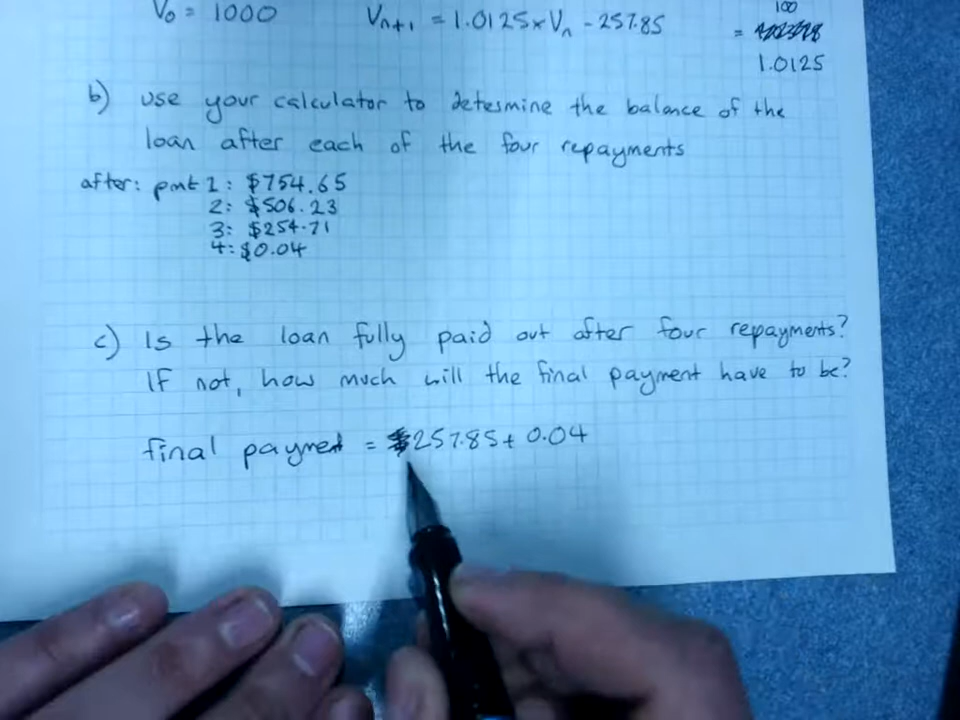 V₀ = 1000 Vₙ₊₁ = 1.0125×Vₙ - 257.85
100
=
1.0125
b) use your calculator to determine the balance of the
loan after each of the four repayments
after: pmt 1: $754.65
2: $506.23
3: $254.71
4: $0.04
c) Is the loan fully paid out after four repayments?
If not, how much will the final payment have to be?
final payment = $257.85 + 0.04